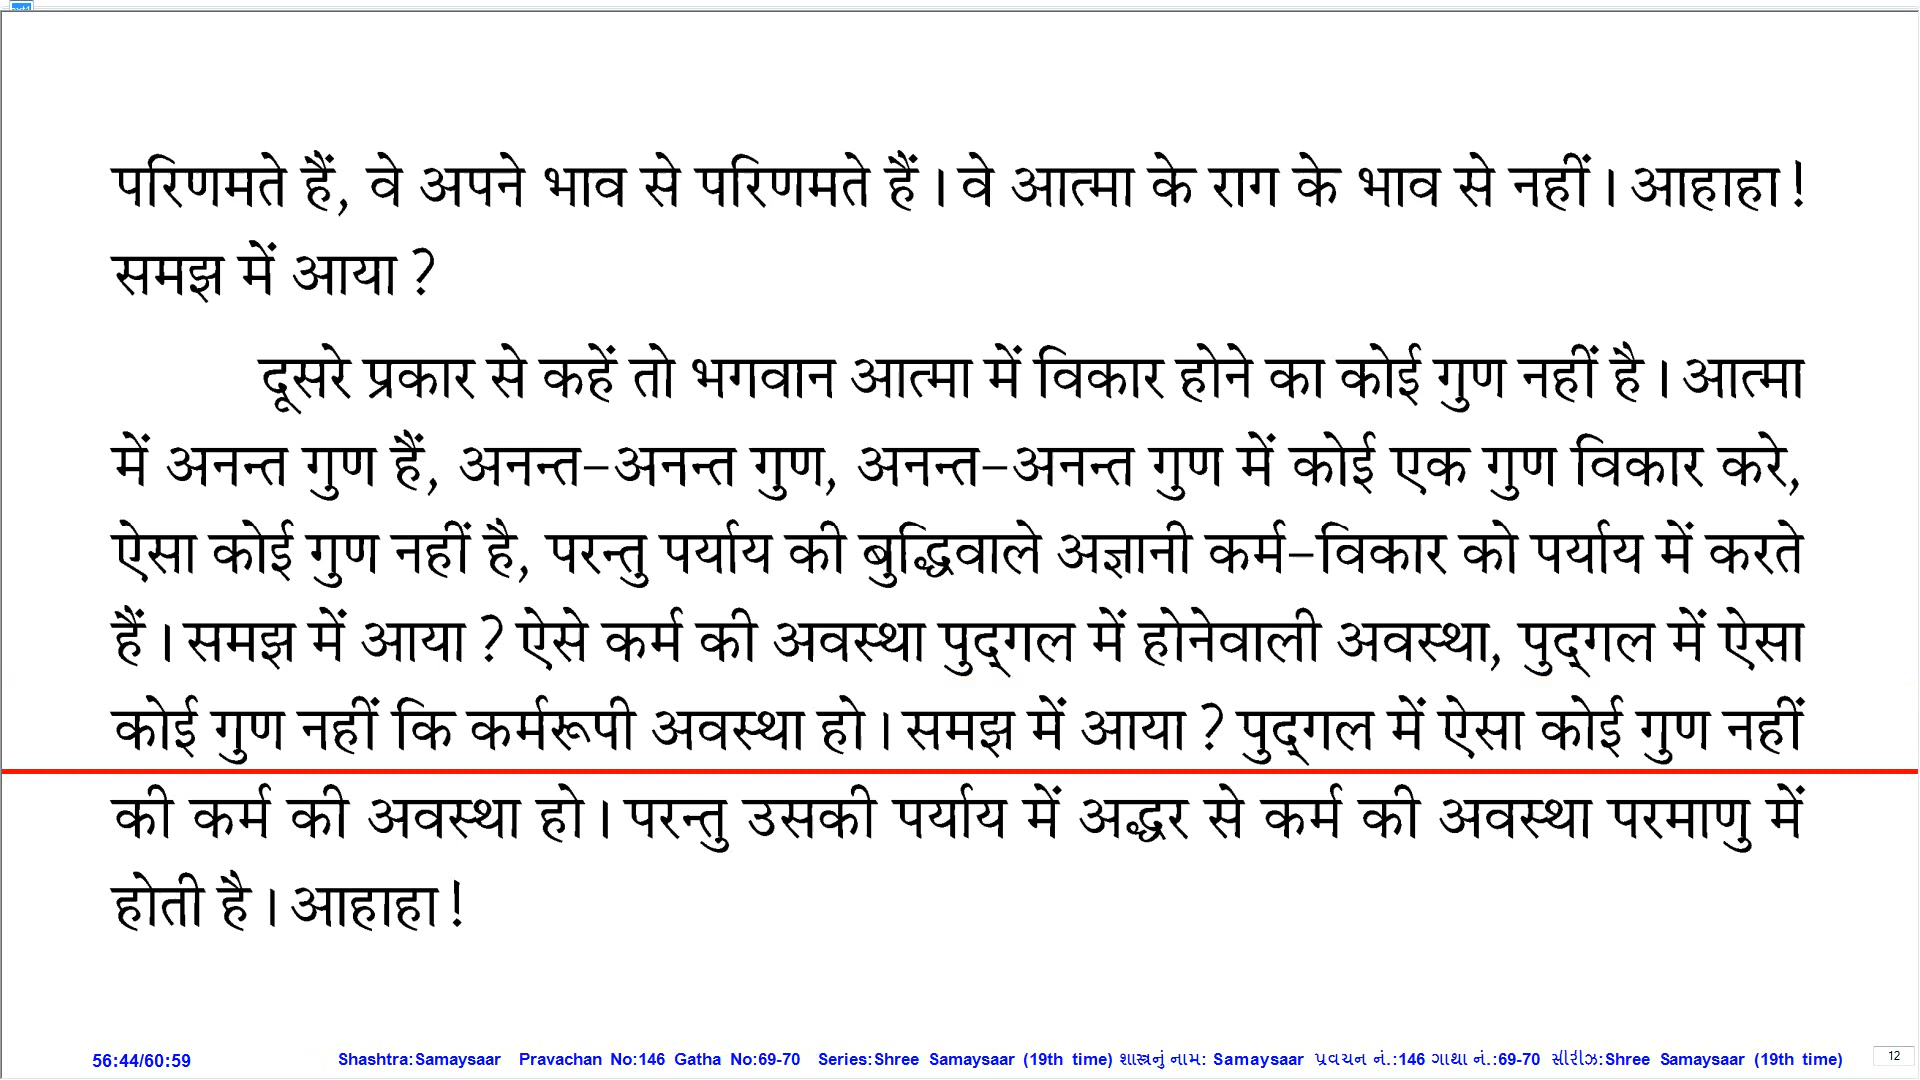 परिणमते हैं, वे अपने भाव से परिणमते हैं। वे आत्मा के राग के भाव से नहीं। आहाहा!
समझ में आया?
दूसरे प्रकार से कहें तो भगवान आत्मा में विकार होने का कोई गुण नहीं है। आत्मा
में अनन्त गुण हैं, अनन्त-अनन्त गुण, अनन्त-अनन्त गुण में कोई एक गुण विकार करे,
ऐसा कोई गुण नहीं है, परन्तु पर्याय की बुद्धिवाले अज्ञानी कर्म-विकार को पर्याय में करते
हैं। समझ में आया? ऐसे कर्म की अवस्था पुद्गल में होनेवाली अवस्था, पुद्गल में ऐसा
कोई गुण नहीं कि कर्मरूपी अवस्था हो। समझ में आया? पुद्गल में ऐसा कोई गुण नहीं
की कर्म की अवस्था हो। परन्तु उसकी पर्याय में अद्धर से कर्म की अवस्था परमाणु में
होती है। आहाहा!
56:44/60:59 Shashtra:Samaysaar Pravachan No:146 Gatha No:69-70 Series:Shree Samaysaar (19th time) શાસ્ત્રનું નામ: Samaysaar પ્રવચન નં.:146 ગાથા નં.:69-70 સીરીઝ:Shree Samaysaar (19th time) 12